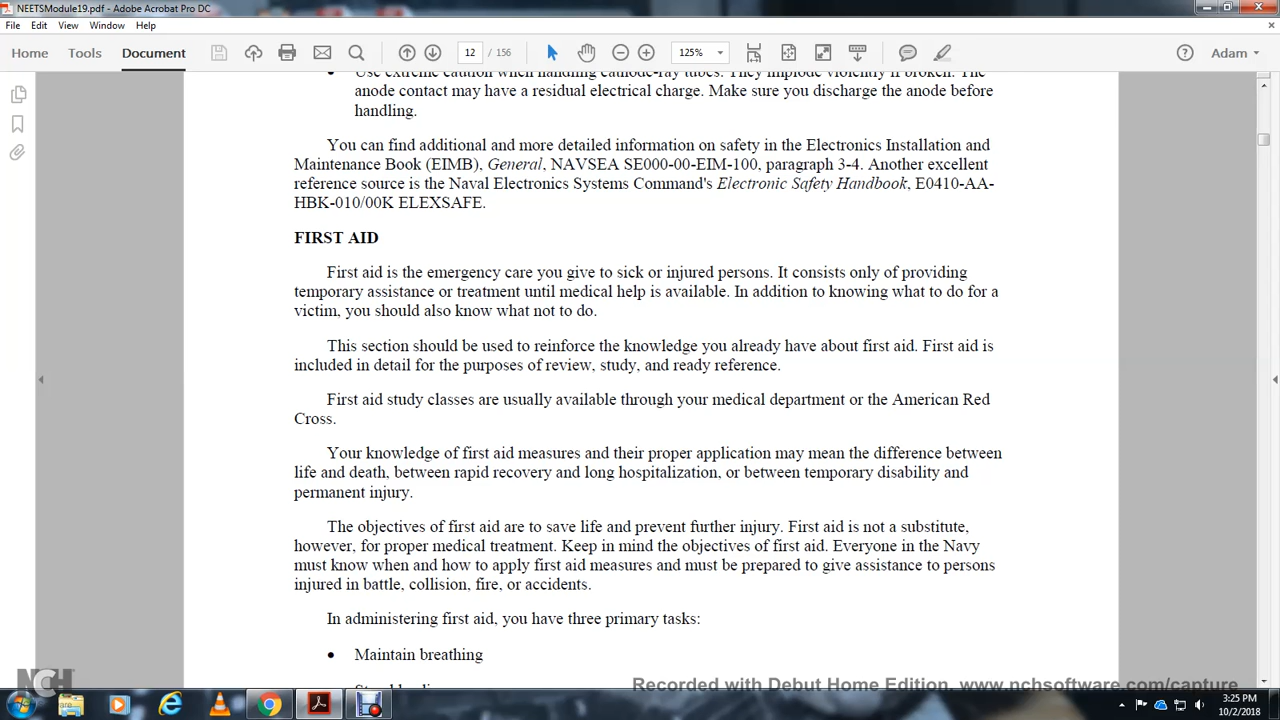 NEETSModule19.pdf - Adobe Acrobat Pro DC
File Edit View Window Help
Home Tools Document 12 / 156 125% Adam
• Use extreme caution when handling cathode-ray tubes. They implode violently if broken. The
anode contact may have a residual electrical charge. Make sure you discharge the anode before
handling.
You can find additional and more detailed information on safety in the Electronics Installation and
Maintenance Book (EIMB), General, NAVSEA SE000-00-EIM-100, paragraph 3-4. Another excellent
reference source is the Naval Electronics Systems Command's Electronic Safety Handbook, E0410-AA-
HBK-010/00K ELEXSAFE.
FIRST AID
First aid is the emergency care you give to sick or injured persons. It consists only of providing
temporary assistance or treatment until medical help is available. In addition to knowing what to do for a
victim, you should also know what not to do.
This section should be used to reinforce the knowledge you already have about first aid. First aid is
included in detail for the purposes of review, study, and ready reference.
First aid study classes are usually available through your medical department or the American Red
Cross.
Your knowledge of first aid measures and their proper application may mean the difference between
life and death, between rapid recovery and long hospitalization, or between temporary disability and
permanent injury.
The objectives of first aid are to save life and prevent further injury. First aid is not a substitute,
however, for proper medical treatment. Keep in mind the objectives of first aid. Everyone in the Navy
must know when and how to apply first aid measures and must be prepared to give assistance to persons
injured in battle, collision, fire, or accidents.
In administering first aid, you have three primary tasks:
• Maintain breathing
NCH
Recorded with Debut Home Edition. www.nchsoftware.com/capture
3:25 PM
10/2/2018